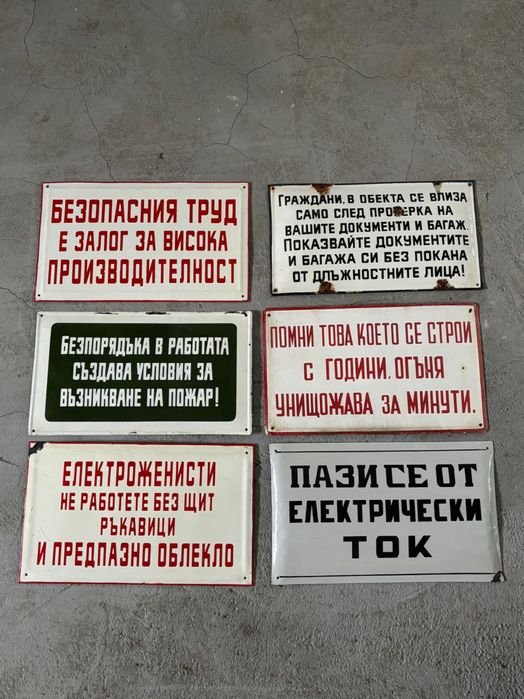 БЕЗОПАСНИЯ ТРУД
Е ЗАЛОГ ЗА ВИСОКА
ПРОИЗВОДИТЕЛНОСТ
ГРАЖДАНИ, В ОБЕКТА СЕ ВЛИЗА
САМО СЛЕД ПРОВЕРКА НА
ВАШИТЕ ДОКУМЕНТИ И БАГАЖ.
ПОКАЗВАЙТЕ ДОКУМЕНТИТЕ
И БАГАЖА СИ БЕЗ ПОКАНА
ОТ ДЛЪЖНОСТНИТЕ ЛИЦА!
БЕЗПОРЯДЪКА В РАБОТАТА
СЪЗДАВА УСЛОВИЯ ЗА
ВЪЗНИКВАНЕ НА ПОЖАР!
ПОМНИ ТОВА КОЕТО СЕ СТРОИ
С ГОДИНИ, ОГЪНЯ
УНИЩОЖАВА ЗА МИНУТИ.
ЕЛЕКТРОЖЕНИСТИ
НЕ РАБОТЕТЕ БЕЗ ЩИТ
РЪКАВИЦИ
И ПРЕДПАЗНО ОБЛЕКЛО
ПАЗИ СЕ ОТ
ЕЛЕКТРИЧЕСКИ
ТОК